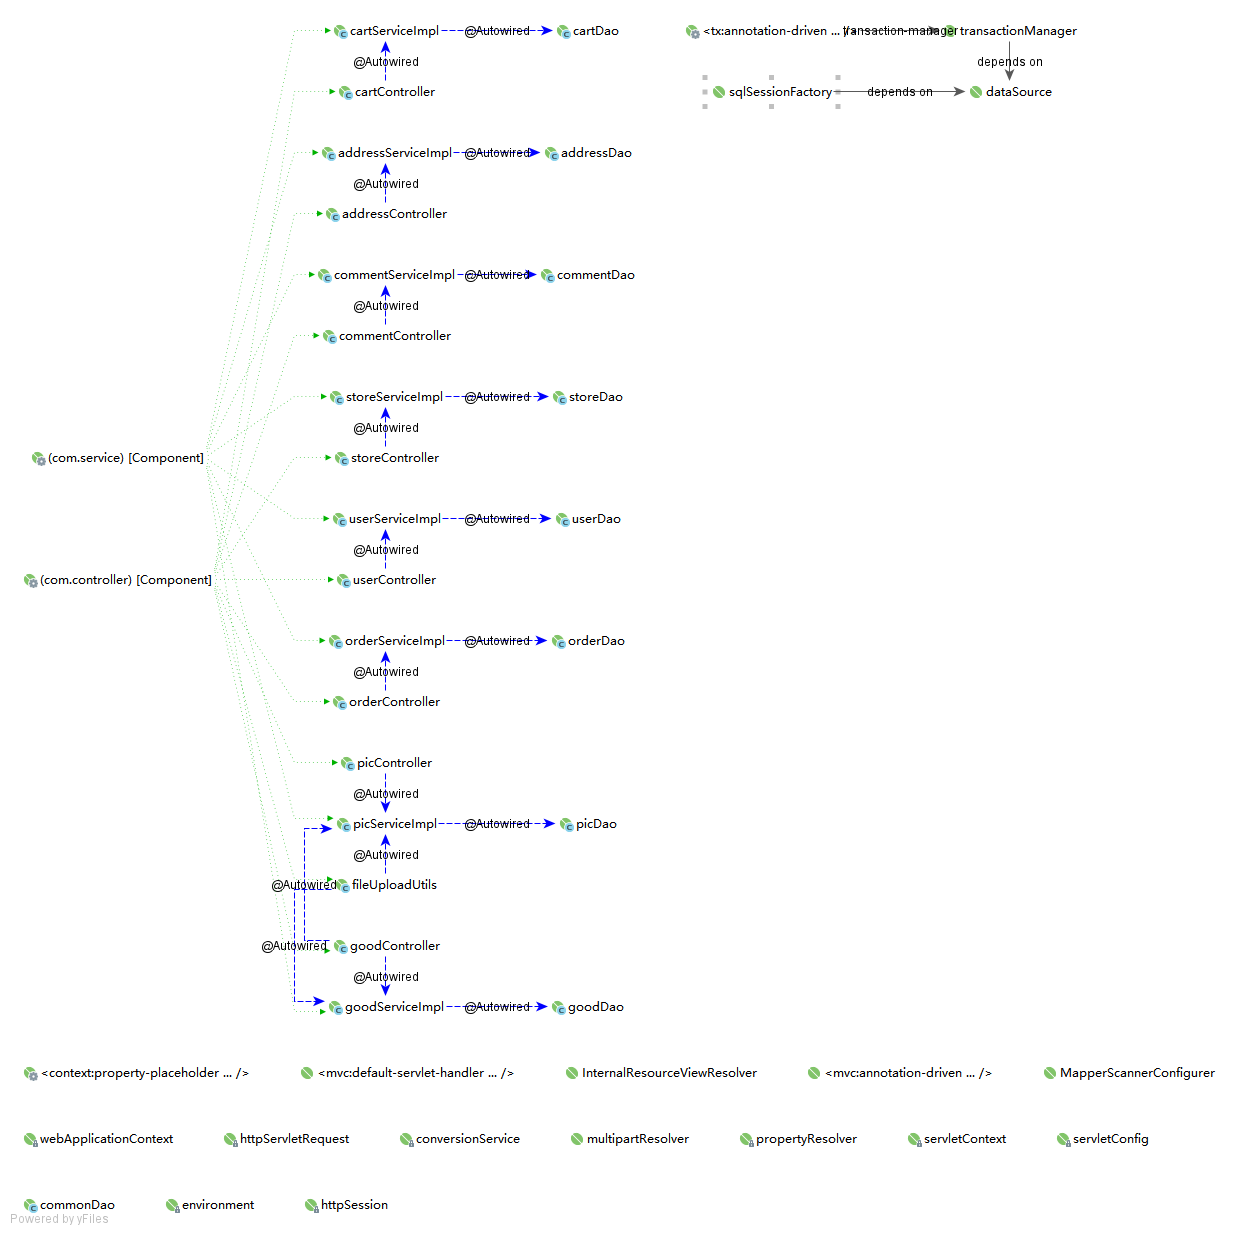 cartServiceImpl @Autowired cartDao <tx:annotation-driven ... /> transaction-manager transactionManager
@Autowired depends on
cartController sqlSessionFactory depends on dataSource
addressServiceImpl @Autowired addressDao
@Autowired
addressController
commentServiceImpl @Autowired commentDao
@Autowired
commentController
storeServiceImpl @Autowired storeDao
@Autowired
(com.service) [Component] storeController
userServiceImpl @Autowired userDao
@Autowired
(com.controller) [Component] userController
orderServiceImpl @Autowired orderDao
@Autowired
orderController
picController
@Autowired
picServiceImpl @Autowired picDao
@Autowired
@Autowired fileUploadUtils
@Autowired goodController
@Autowired
goodServiceImpl @Autowired goodDao
<context:property-placeholder ... /> <mvc:default-servlet-handler ... /> InternalResourceViewResolver <mvc:annotation-driven ... /> MapperScannerConfigurer
webApplicationContext httpServletRequest conversionService multipartResolver propertyResolver servletContext servletConfig
commonDao environment httpSession
Powered by yFiles